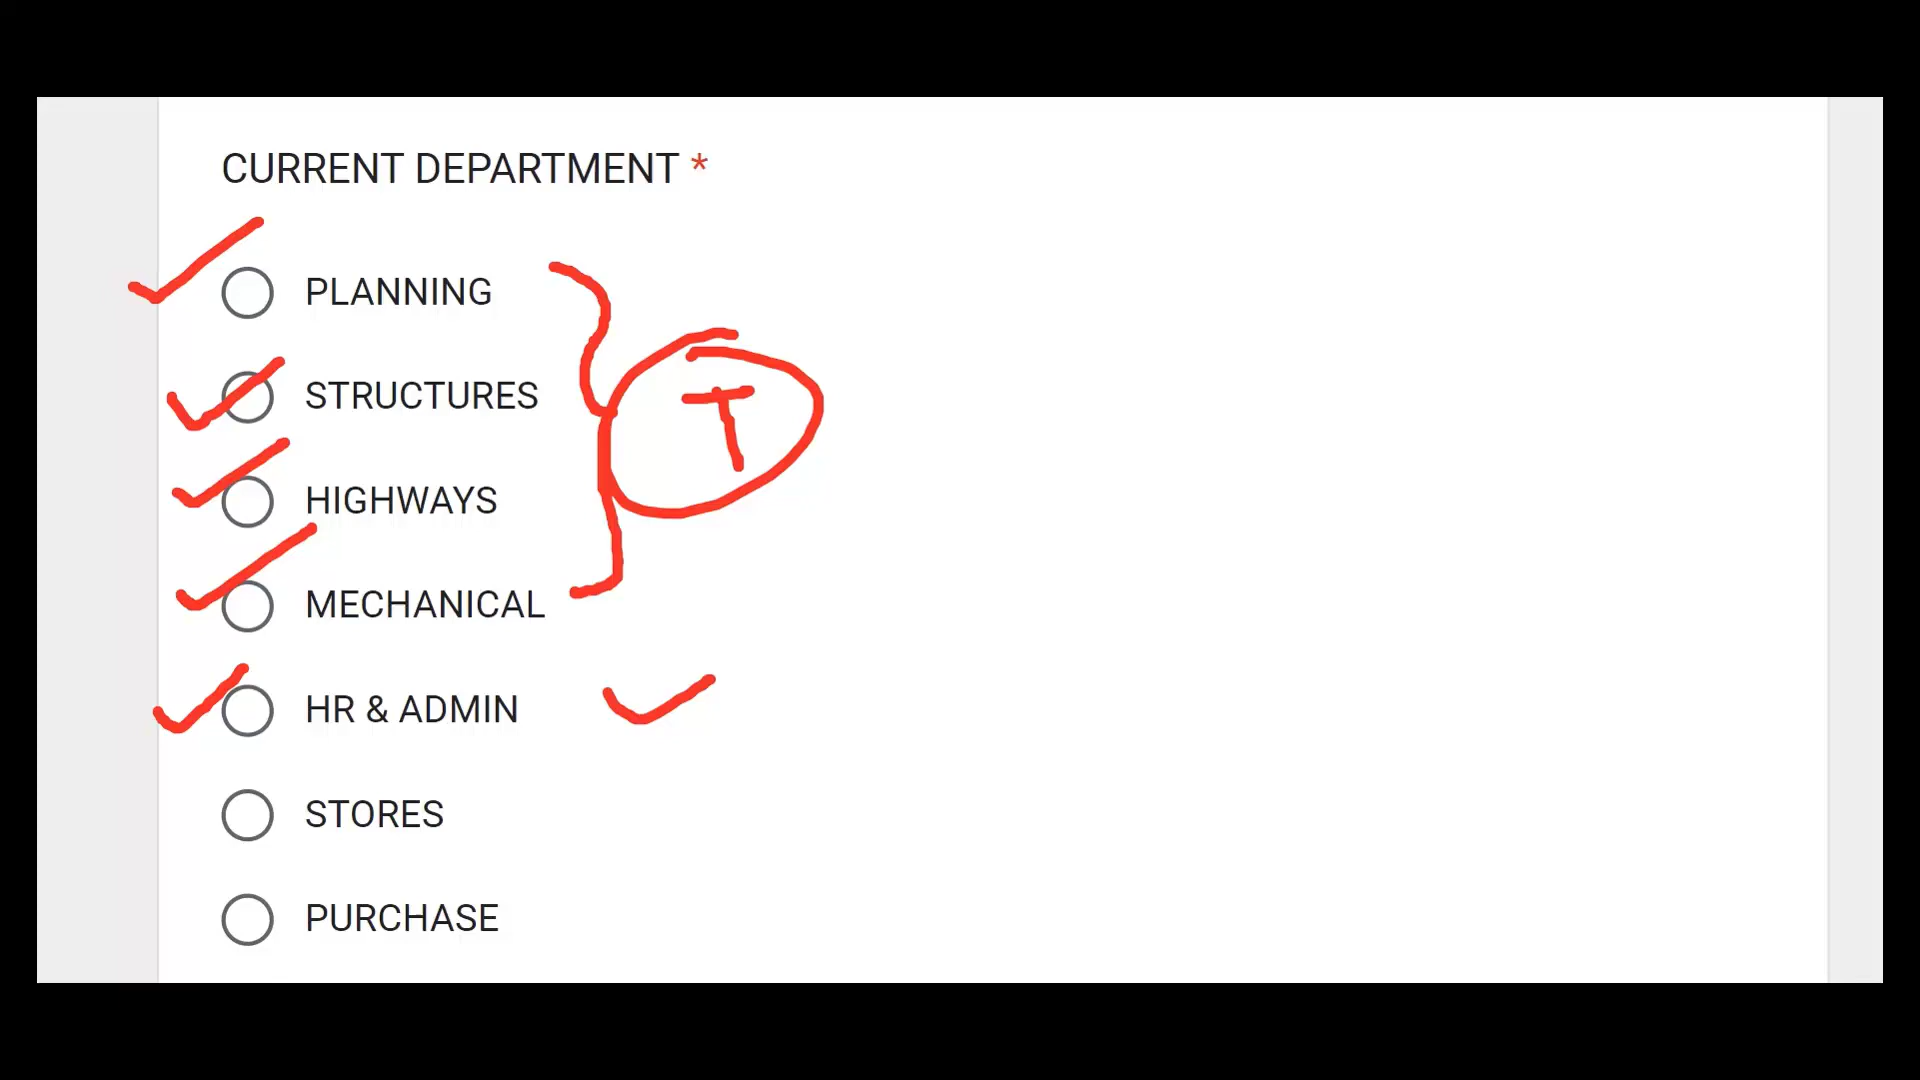 CURRENT DEPARTMENT *
PLANNING
STRUCTURES
T
HIGHWAYS
MECHANICAL
HR & ADMIN
STORES
PURCHASE